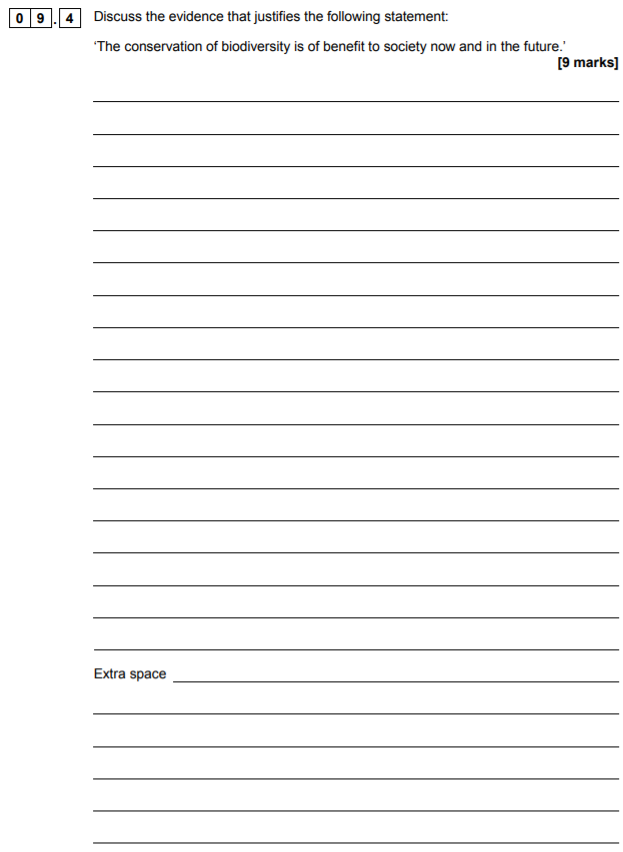 0 9 . 4 Discuss the evidence that justifies the following statement:
‘The conservation of biodiversity is of benefit to society now and in the future.’
[9 marks]
Extra space